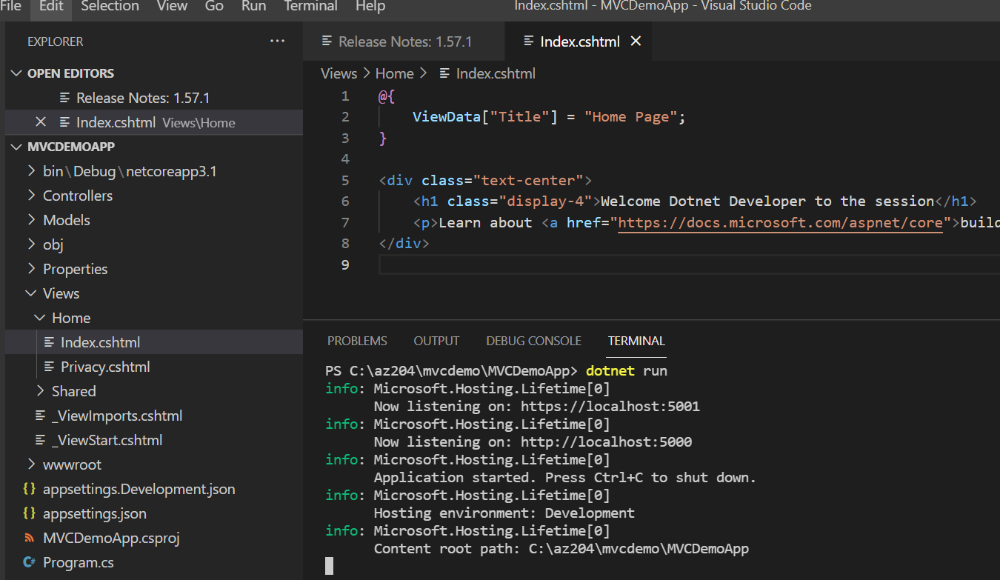 File Edit Selection View Go Run Terminal Help Index.cshtml - MVCDemoApp - Visual Studio Code
EXPLORER ...
OPEN EDITORS
Release Notes: 1.57.1
Index.cshtml Views\Home
MVCDEMOAPP
bin\Debug\netcoreapp3.1
Controllers
Models
obj
Properties
Views
Home
Index.cshtml
Privacy.cshtml
Shared
_ViewImports.cshtml
_ViewStart.cshtml
wwwroot
{} appsettings.Development.json
{} appsettings.json
MVCDemoApp.csproj
C# Program.cs
Release Notes: 1.57.1 Index.cshtml
Views > Home > Index.cshtml
1 @{
2 ViewData["Title"] = "Home Page";
3 }
4
5 <div class="text-center">
6 <h1 class="display-4">Welcome Dotnet Developer to the session</h1>
7 <p>Learn about <a href="https://docs.microsoft.com/aspnet/core">build
8 </div>
9
PROBLEMS OUTPUT DEBUG CONSOLE TERMINAL
PS C:\az204\mvcdemo\MVCDemoApp> dotnet run
info: Microsoft.Hosting.Lifetime[0]
Now listening on: https://localhost:5001
info: Microsoft.Hosting.Lifetime[0]
Now listening on: http://localhost:5000
info: Microsoft.Hosting.Lifetime[0]
Application started. Press Ctrl+C to shut down.
info: Microsoft.Hosting.Lifetime[0]
Hosting environment: Development
info: Microsoft.Hosting.Lifetime[0]
Content root path: C:\az204\mvcdemo\MVCDemoApp